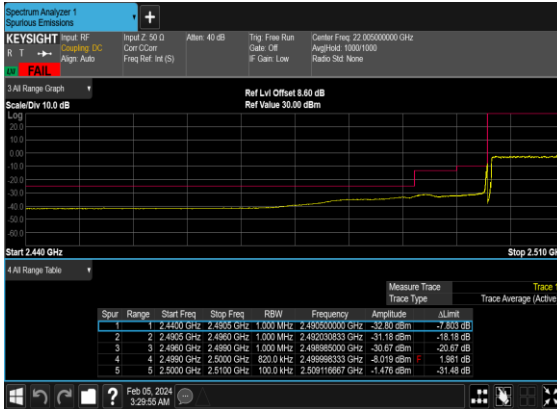 Spectrum Analyzer 1
Spurious Emissions
KEYSIGHT Input: RF Input Z: 50 Ω Atten: 40 dB Trig: Free Run Center Freq: 22.005000000 GHz
R T Coupling: DC Corr CCorr Gate: Off Avg|Hold: 1000/1000
Align: Auto Freq Ref: Int (S) IF Gain: Low Radio Std: None
FAIL
3 All Range Graph Ref Lvl Offset 8.60 dB
Scale/Div 10.0 dB Ref Value 30.00 dBm
Log
20.0
10.0
0.00
-10.0
-20.0
-30.0
-40.0
-50.0
-60.0
Start 2.440 GHz Stop 2.510 GH
4 All Range Table
Measure Trace Trace 1
Trace Type Trace Average (Active
Spur Range Start Freq Stop Freq RBW Frequency Amplitude ΔLimit
1 1 2.4400 GHz 2.4905 GHz 1.000 MHz 2.490500000 GHz -32.80 dBm -7.803 dB
2 2 2.4905 GHz 2.4960 GHz 1.000 MHz 2.492030833 GHz -31.18 dBm -18.18 dB
3 3 2.4960 GHz 2.4990 GHz 1.000 MHz 2.498985000 GHz -30.67 dBm -20.67 dB
4 4 2.4990 GHz 2.5000 GHz 820.0 kHz 2.499998333 GHz -8.019 dBm F 1.981 dB
5 5 2.5000 GHz 2.5100 GHz 100.0 kHz 2.509116667 GHz -1.476 dBm -31.48 dB
Feb 05, 2024
3:29:55 AM